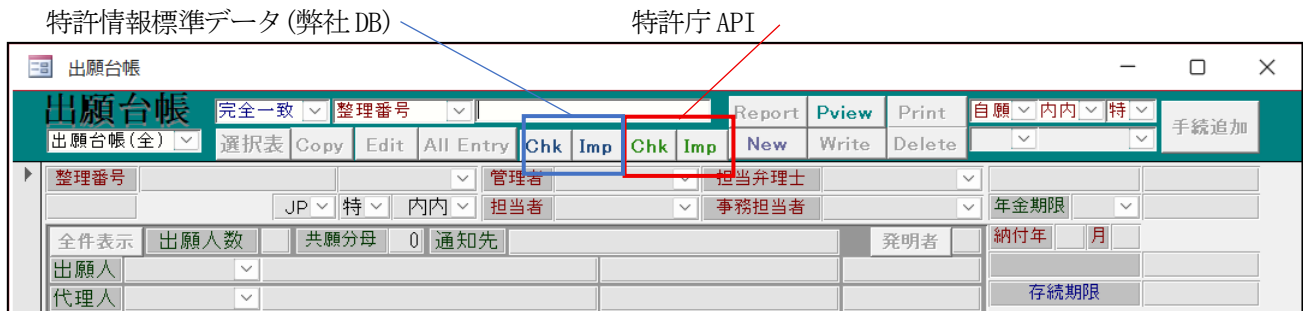 特許情報標準データ(弊社DB) 特許庁API
出願台帳
出願台帳 完全一致 整理番号 Report Pview Print 自願 内内 特 手続追加
出願台帳(全) 選択表 Copy Edit All Entry Chk Imp Chk Imp New Write Delete
整理番号 管理者 担当弁理士
JP 特 内内 担当者 事務担当者 年金期限
全件表示 出願人数 共願分母 0 通知先 発明者 納付年 月
出願人
代理人 存続期限